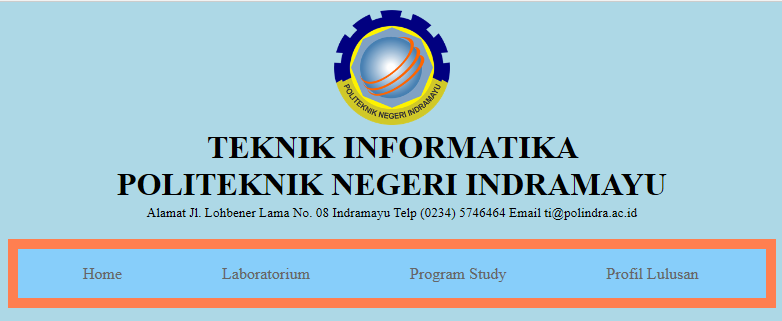 POLITEKNIK NEGERI INDRAMAYU
TEKNIK INFORMATIKA
POLITEKNIK NEGERI INDRAMAYU
Alamat Jl. Lohbener Lama No. 08 Indramayu Telp (0234) 5746464 Email ti@polindra.ac.id
Home Laboratorium Program Study Profil Lulusan